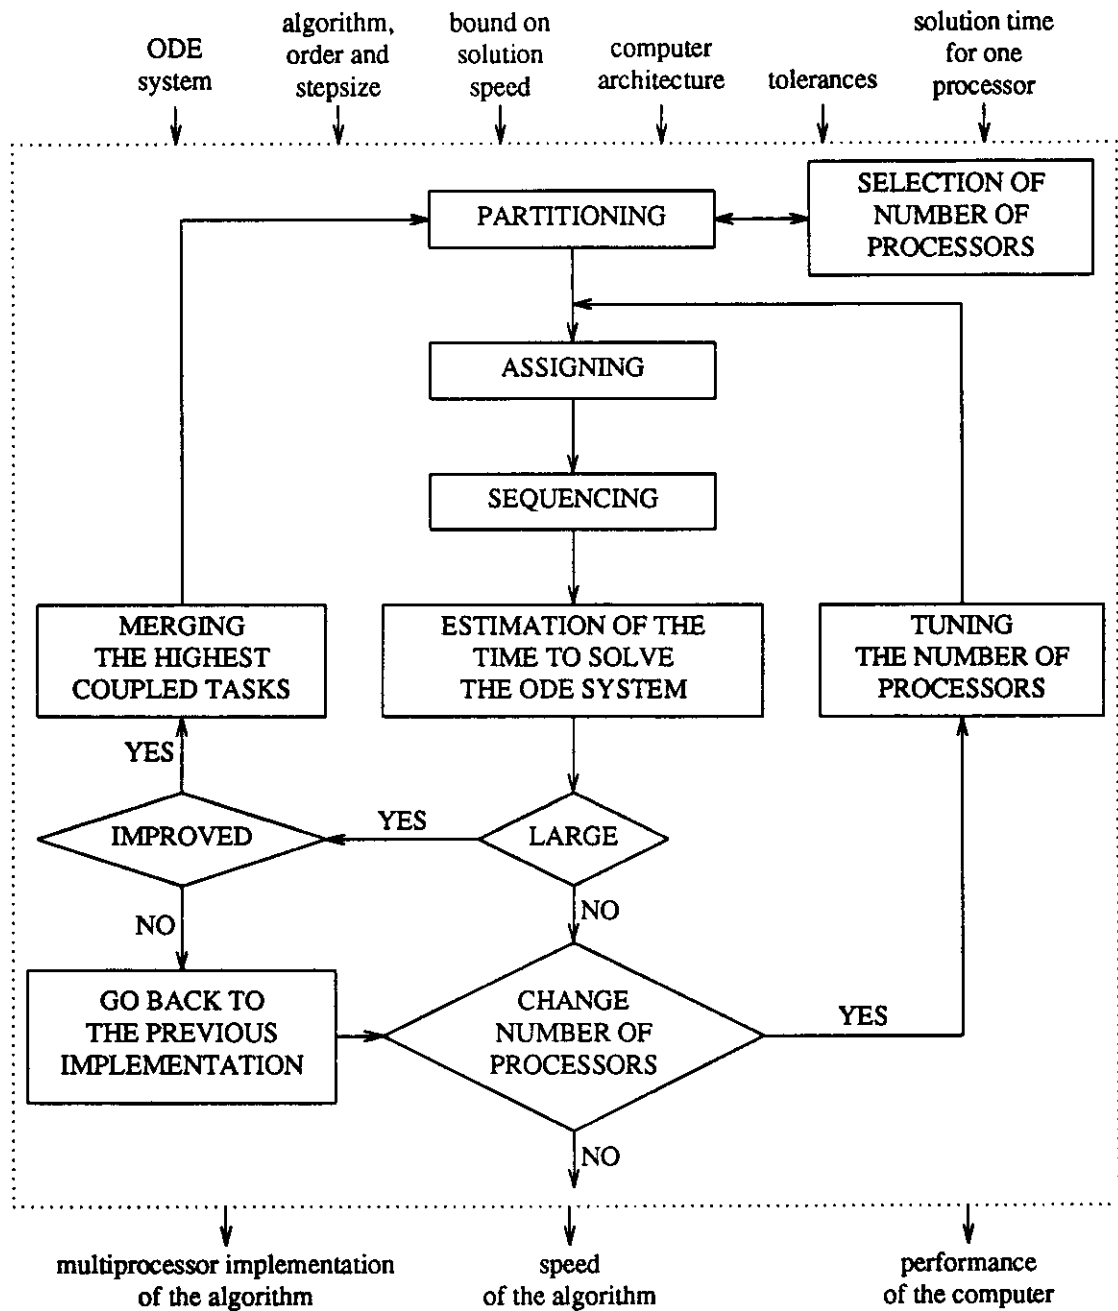 ODE
system
algorithm,
order and
stepsize
bound on
solution
speed
computer
architecture
tolerances
solution time
for one
processor
PARTITIONING
SELECTION OF
NUMBER OF
PROCESSORS
ASSIGNING
SEQUENCING
MERGING
THE HIGHEST
COUPLED TASKS
ESTIMATION OF THE
TIME TO SOLVE
THE ODE SYSTEM
TUNING
THE NUMBER OF
PROCESSORS
YES
IMPROVED
YES
LARGE
NO
NO
GO BACK TO
THE PREVIOUS
IMPLEMENTATION
CHANGE
NUMBER OF
PROCESSORS
YES
NO
multiprocessor implementation
of the algorithm
speed
of the algorithm
performance
of the computer